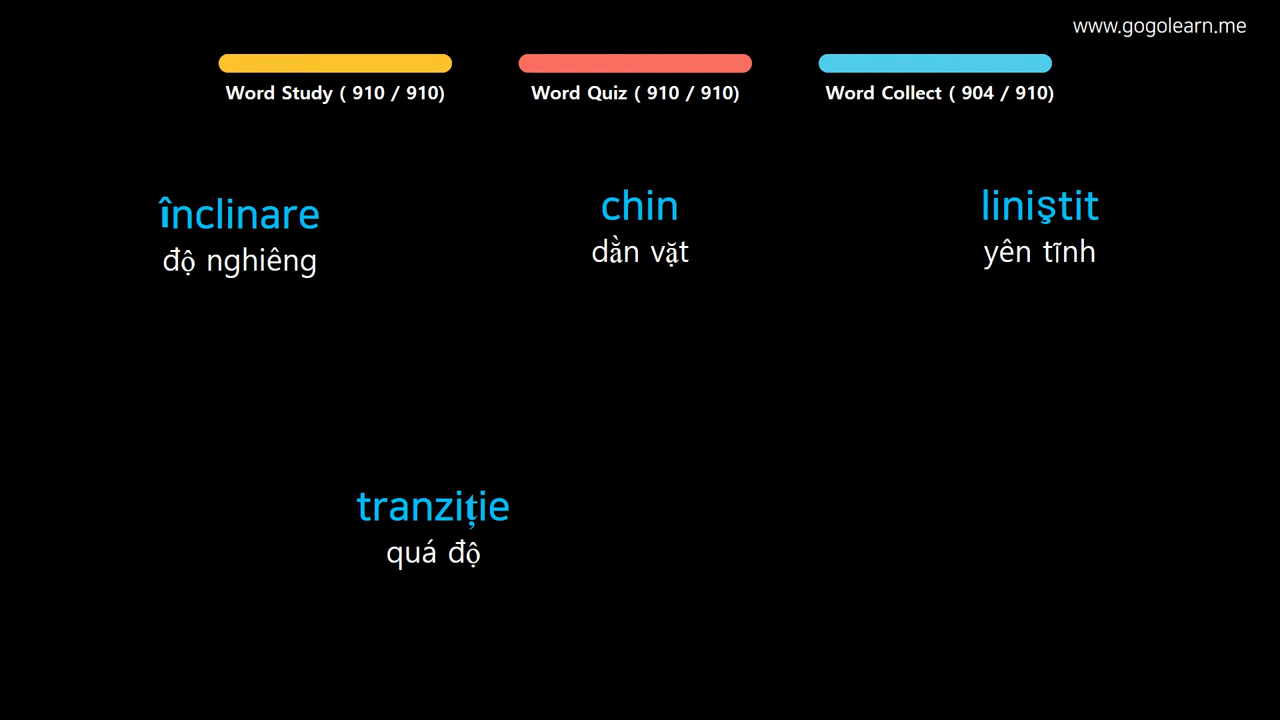 www.gogolearn.me
Word Study ( 910 / 910)
Word Quiz ( 910 / 910)
Word Collect ( 904 / 910)
înclinare
độ nghiêng
chin
dằn vặt
liniştit
yên tĩnh
tranziţie
quá độ